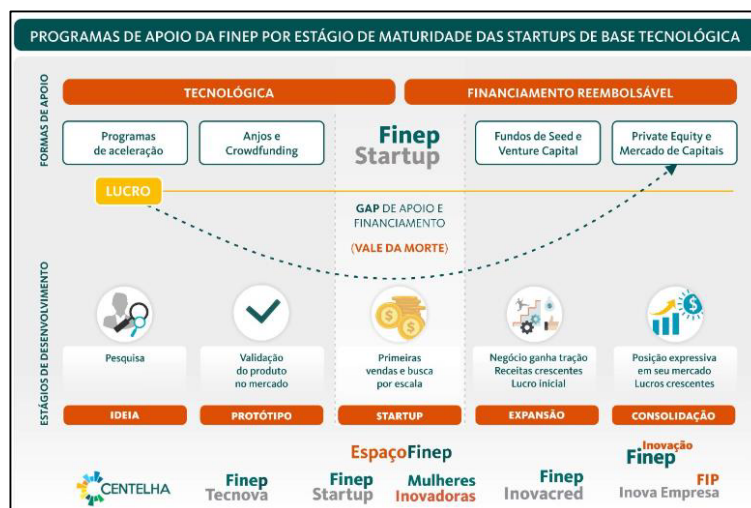 PROGRAMAS DE APOIO DA FINEP POR ESTÁGIO DE MATURIDADE DAS STARTUPS DE BASE TECNOLÓGICA
FORMAS DE APOIO
TECNOLÓGICA
FINANCIAMENTO REEMBOLSÁVEL
Programas
de aceleração
Anjos e
Crowdfunding
Finep
Startup
Fundos de Seed e
Venture Capital
Private Equity e
Mercado de Capitais
LUCRO
GAP DE APOIO E
FINANCIAMENTO
(VALE DA MORTE)
ESTÁGIOS DE DESENVOLVIMENTO
Pesquisa
Validação
do produto
no mercado
Primeiras
vendas e busca
por escala
Negócio ganha tração
Receitas crescentes
Lucro inicial
Posição expressiva
em seu mercado
Lucros crescentes
IDEIA
PROTÓTIPO
STARTUP
EXPANSÃO
CONSOLIDAÇÃO
EspaçoFinep
CENTELHA
Finep
Tecnova
Finep
Startup
Mulheres
Inovadoras
Finep
Inovacred
Inovação
Finep
FIP
Inova Empresa